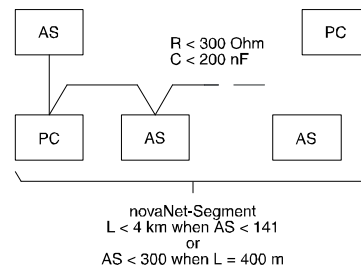 AS
R < 300 Ohm
C < 200 nF
PC
PC
AS
AS
novaNet-Segment
L < 4 km when AS < 141
or
AS < 300 when L = 400 m